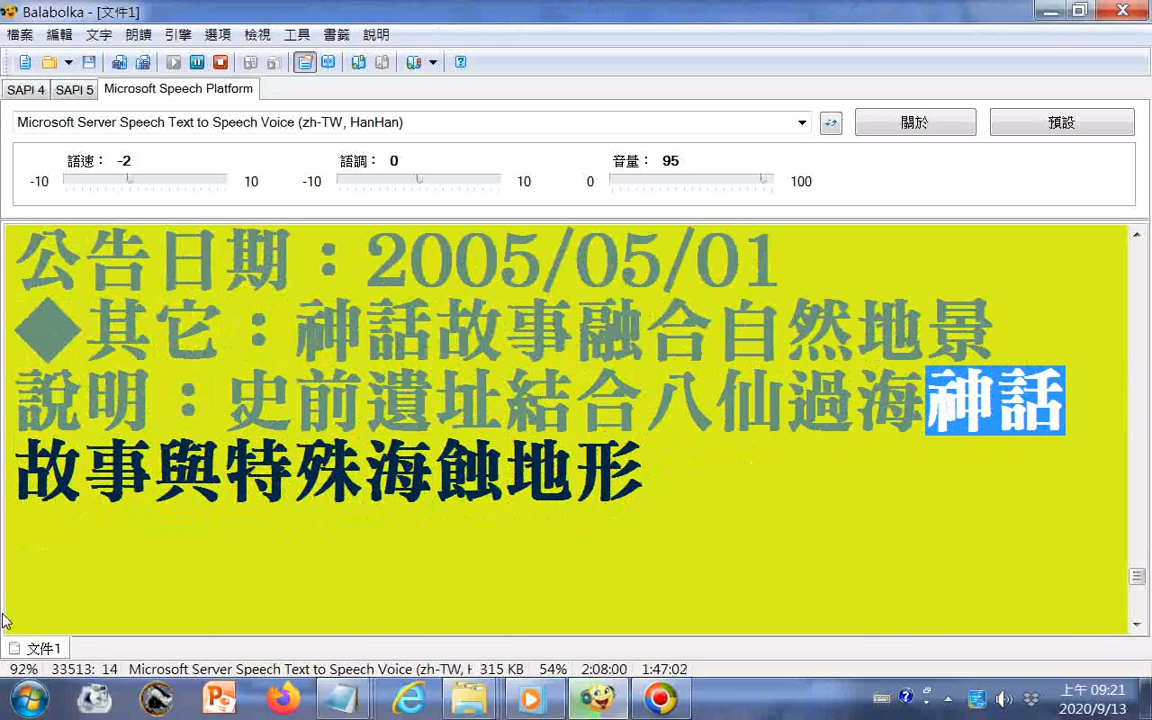 Balabolka - [文件1]
檔案 編輯 文字 朗讀 引擎 選項 檢視 工具 書籤 說明
SAPI 4 SAPI 5 Microsoft Speech Platform
Microsoft Server Speech Text to Speech Voice (zh-TW, HanHan) 關於 預設
語速： -2 語調： 0 音量： 95
-10 10 -10 10 0 100
公告日期：2005/05/01
◆其它：神話故事融合自然地景
說明：史前遺址結合八仙過海神話
故事與特殊海蝕地形
文件1
92% 33513: 14 Microsoft Server Speech Text to Speech Voice (zh-TW, H 315 KB 54% 2:08:00 1:47:02
上午 09:21
2020/9/13